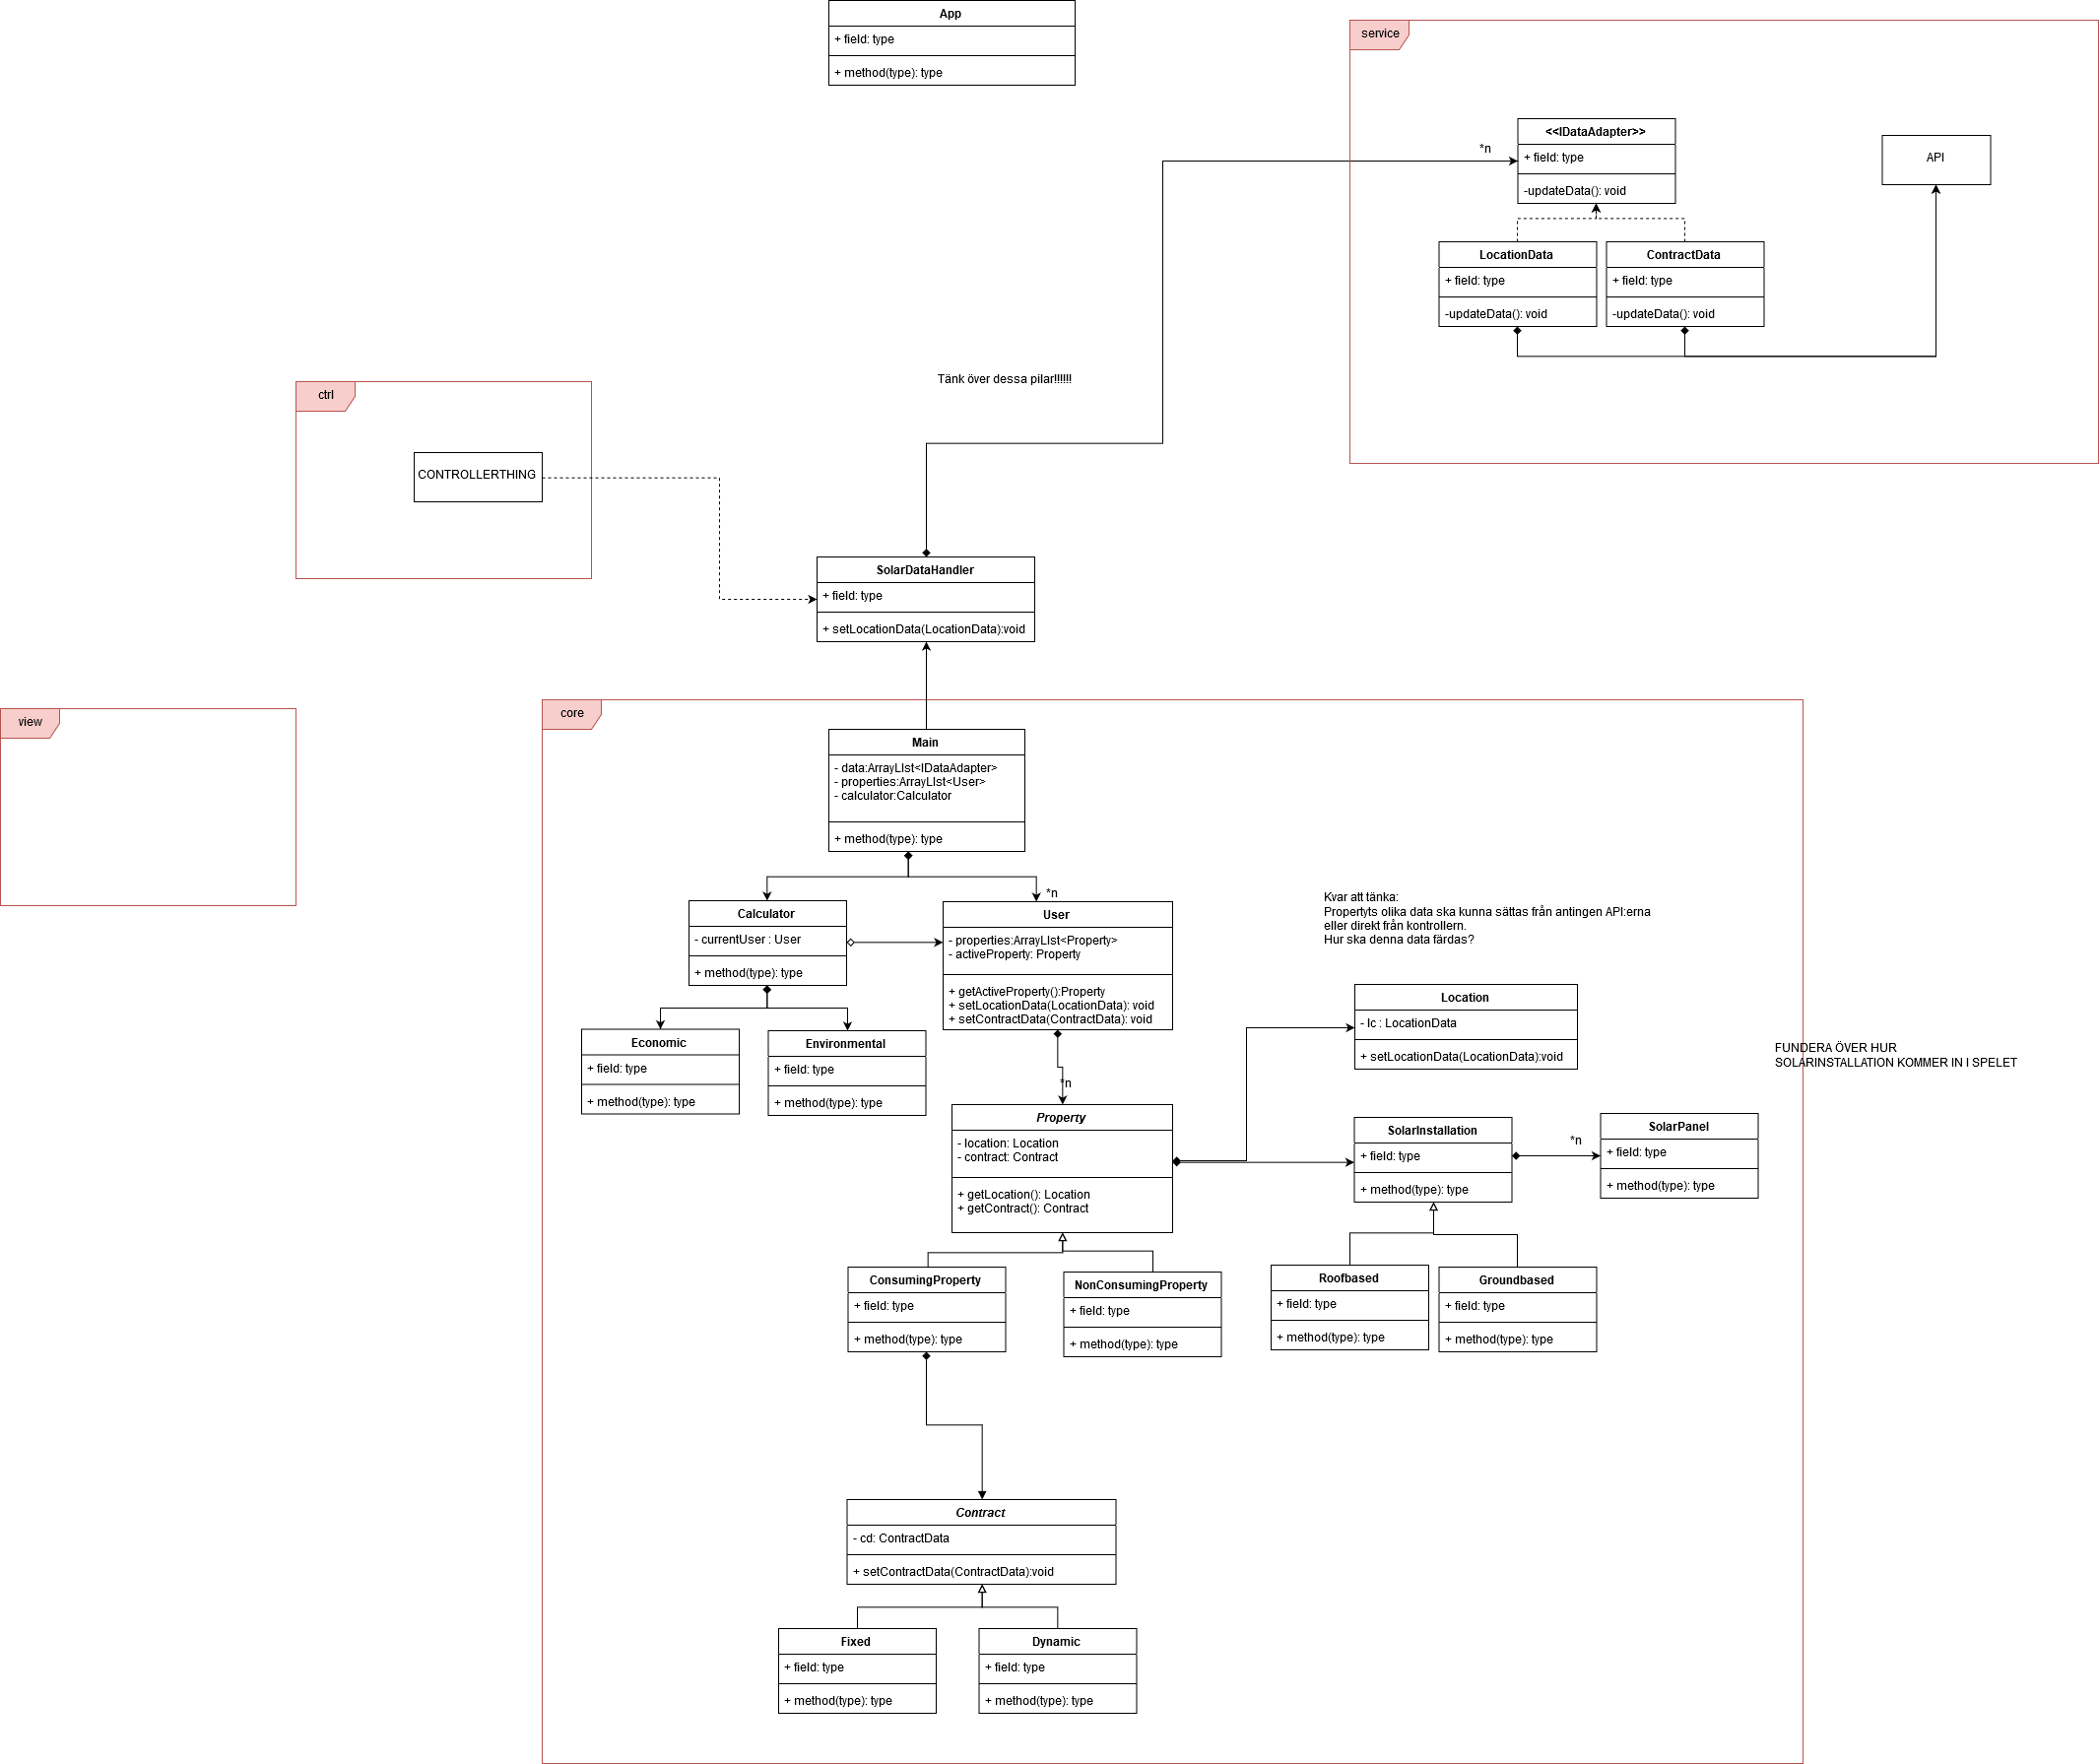 App
+ field: type
+ method(type): type
service
<<IDataAdapter>>
+ field: type
-updateData(): void
*n
API
LocationData
+ field: type
-updateData(): void
ContractData
+ field: type
-updateData(): void
Tänk över dessa pilar!!!!!!
ctrl
CONTROLLERTHING
SolarDataHandler
+ field: type
+ setLocationData(LocationData):void
view
core
Main
- data:ArrayLIst<IDataAdapter>
- properties:ArrayLIst<User>
- calculator:Calculator
+ method(type): type
Calculator
- currentUser : User
+ method(type): type
*n
User
- properties:ArrayLIst<Property>
- activeProperty: Property
+ getActiveProperty():Property
+ setLocationData(LocationData): void
+ setContractData(ContractData): void
Kvar att tänka:
Propertyts olika data ska kunna sättas från antingen API:erna
eller direkt från kontrollern.
Hur ska denna data färdas?
Economic
+ field: type
+ method(type): type
Environmental
+ field: type
+ method(type): type
Location
- lc : LocationData
+ setLocationData(LocationData):void
FUNDERA ÖVER HUR
SOLARINSTALLATION KOMMER IN I SPELET
*n
Property
- location: Location
- contract: Contract
+ getLocation(): Location
+ getContract(): Contract
SolarInstallation
+ field: type
+ method(type): type
*n
SolarPanel
+ field: type
+ method(type): type
ConsumingProperty
+ field: type
+ method(type): type
NonConsumingProperty
+ field: type
+ method(type): type
Roofbased
+ field: type
+ method(type): type
Groundbased
+ field: type
+ method(type): type
Contract
- cd: ContractData
+ setContractData(ContractData):void
Fixed
+ field: type
+ method(type): type
Dynamic
+ field: type
+ method(type): type